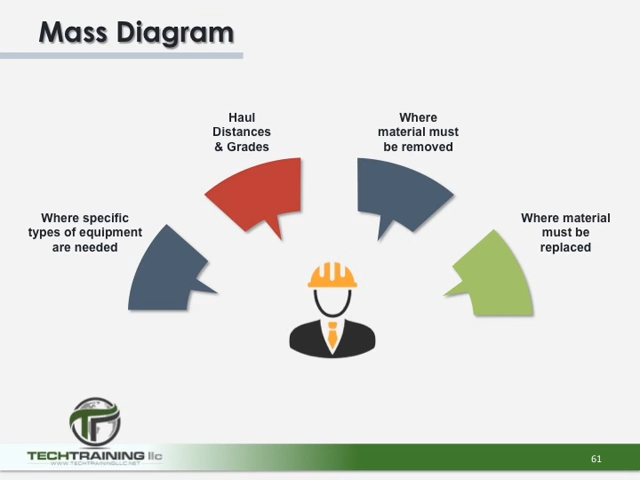 Mass Diagram
Haul
Distances
& Grades
Where
material must
be removed
Where specific
types of equipment
are needed
Where material
must be
replaced
TF
TECHTRAINING llc
WWW.TECHTRAININGLLC.NET
61